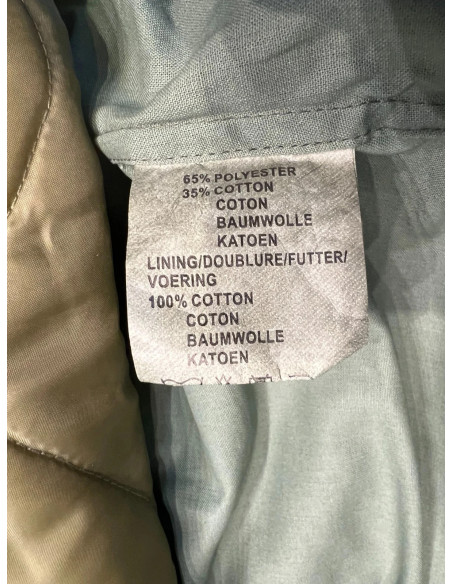 65% POLYESTER
35% COTTON
COTON
BAUMWOLLE
KATOEN
LINING/DOUBLURE/FUTTER/
VOERING
100% COTTON
COTON
BAUMWOLLE
KATOEN